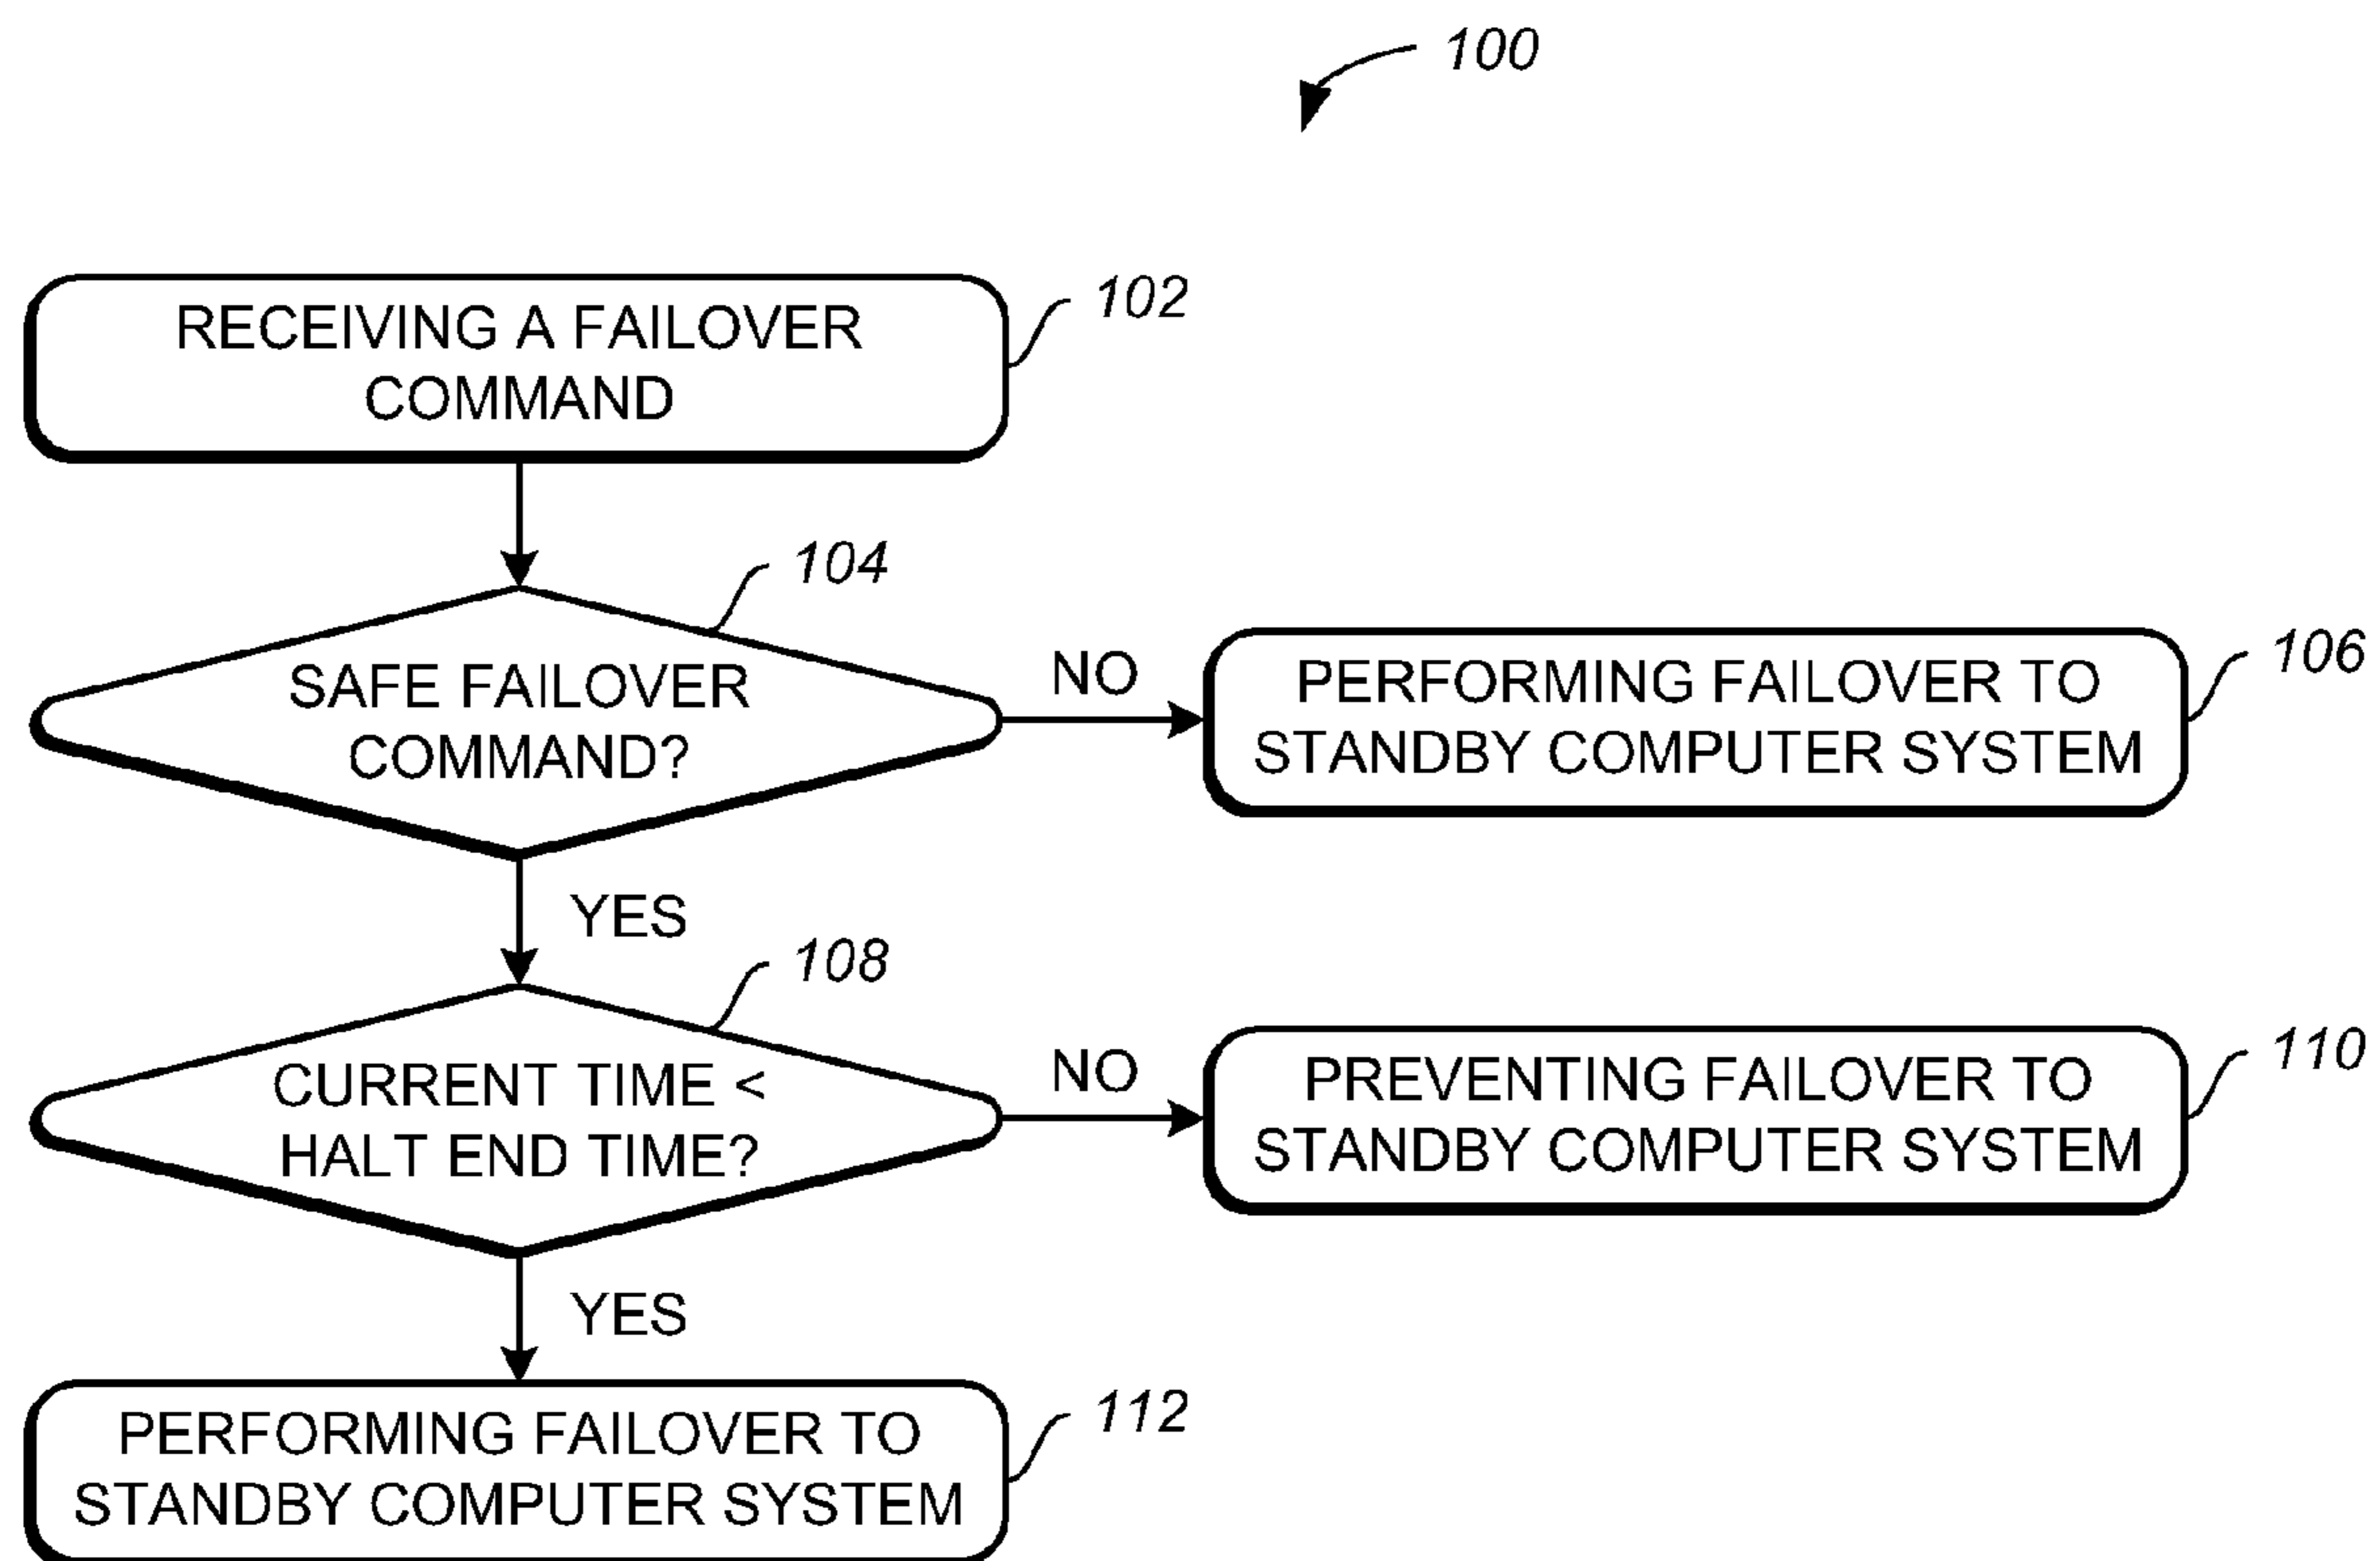 100
RECEIVING A FAILOVER
COMMAND
102
104
SAFE FAILOVER
COMMAND?
NO
PERFORMING FAILOVER TO
STANDBY COMPUTER SYSTEM
106
YES
108
CURRENT TIME <
HALT END TIME?
NO
PREVENTING FAILOVER TO
STANDBY COMPUTER SYSTEM
110
YES
PERFORMING FAILOVER TO
STANDBY COMPUTER SYSTEM
112